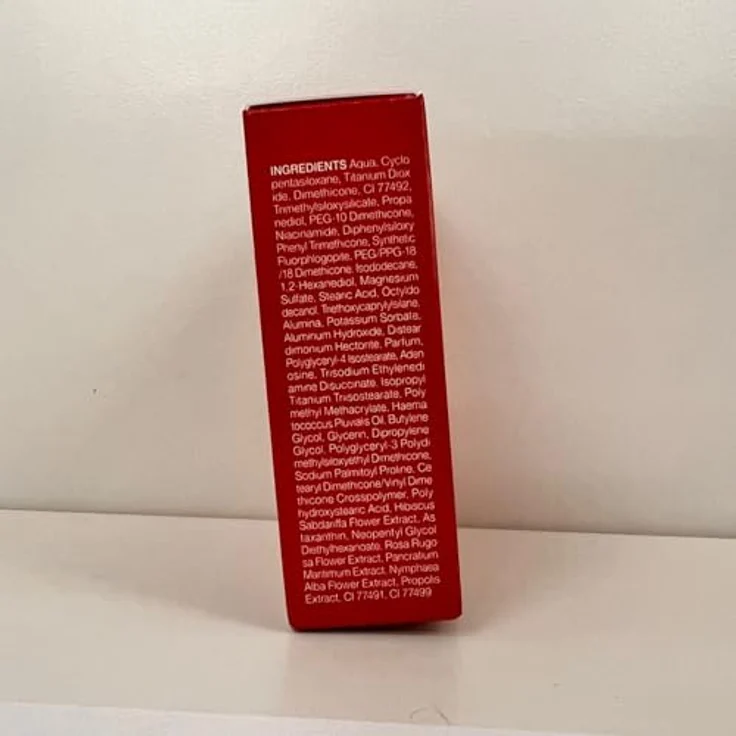 INGREDIENTS Aqua, Cyclo
pentasiloxane, Titanium Diox
ide, Dimethicone, CI 77492,
Trimethylsiloxysilicate, Propa
nediol, PEG-10 Dimethicone,
Niacinamide, Diphenylsiloxy
Phenyl Trimethicone, Synthetic
Fluorphlogopite, PEG/PPG-18
/18 Dimethicone, Isododecane,
1,2-Hexanediol, Magnesium
Sulfate, Stearic Acid, Octyldo
decanol, Triethoxycaprylylsilane,
Alumina, Potassium Sorbate,
Aluminum Hydroxide, Distear
dimonium Hectorite, Parfum,
Polyglyceryl-4 Isostearate, Aden
osine, Trisodium Ethylenedi
amine Disuccinate, Isopropyl
Titanium Triisostearate, Poly
methyl Methacrylate, Haema
tococcus Pluvialis Oil, Butylene
Glycol, Glycerin, Dipropylene
Glycol, Polyglyceryl-3 Polydi
methylsiloxyethyl Dimethicone,
Sodium Palmitoyl Proline, Ce
tearyl Dimethicone/Vinyl Dime
thicone Crosspolymer, Poly
hydroxystearic Acid, Hibiscus
Sabdariffa Flower Extract, As
taxanthin, Neopentyl Glycol
Diethylhexanoate, Rosa Rugo
sa Flower Extract, Pancratium
Maritimum Extract, Nymphaea
Alba Flower Extract, Propolis
Extract, CI 77491, CI 77499